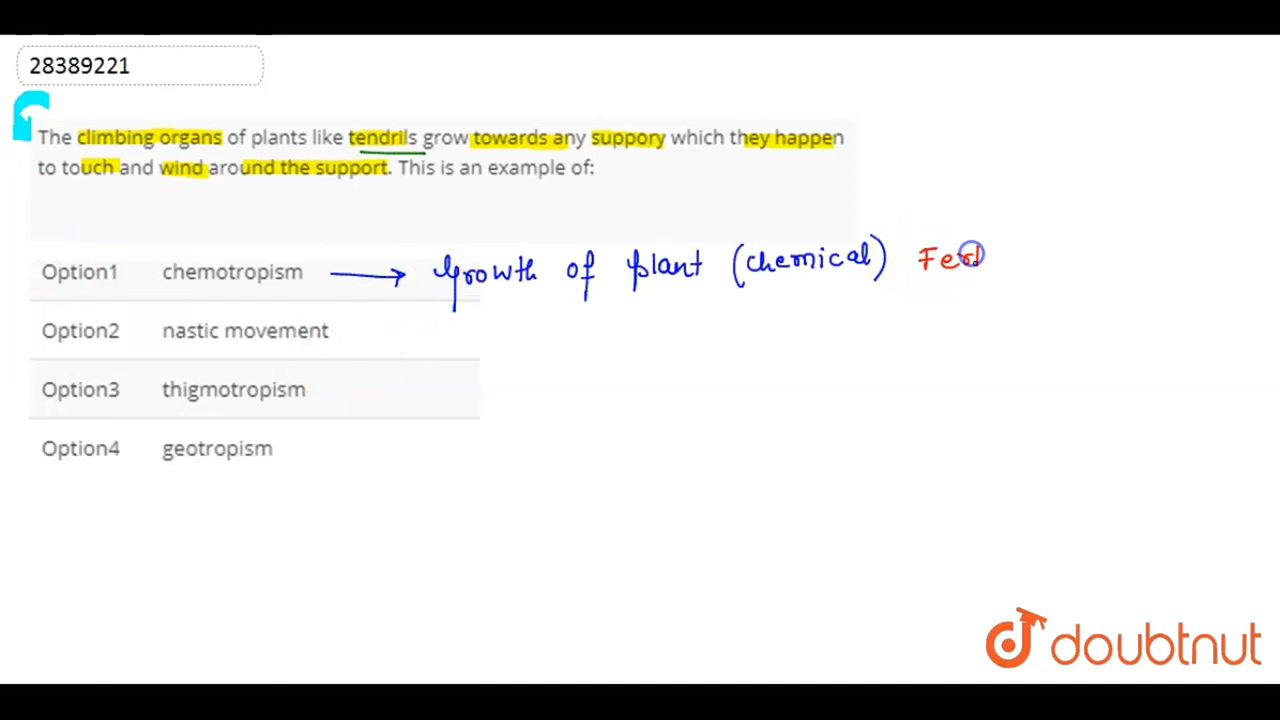 28389221
The climbing organs of plants like tendrils grow towards any suppory which they happen
to touch and wind around the support. This is an example of:
Option1 chemotropism → Growth of plant (chemical)
Option2 nastic movement
Option3 thigmotropism
Option4 geotropism
doubtnut